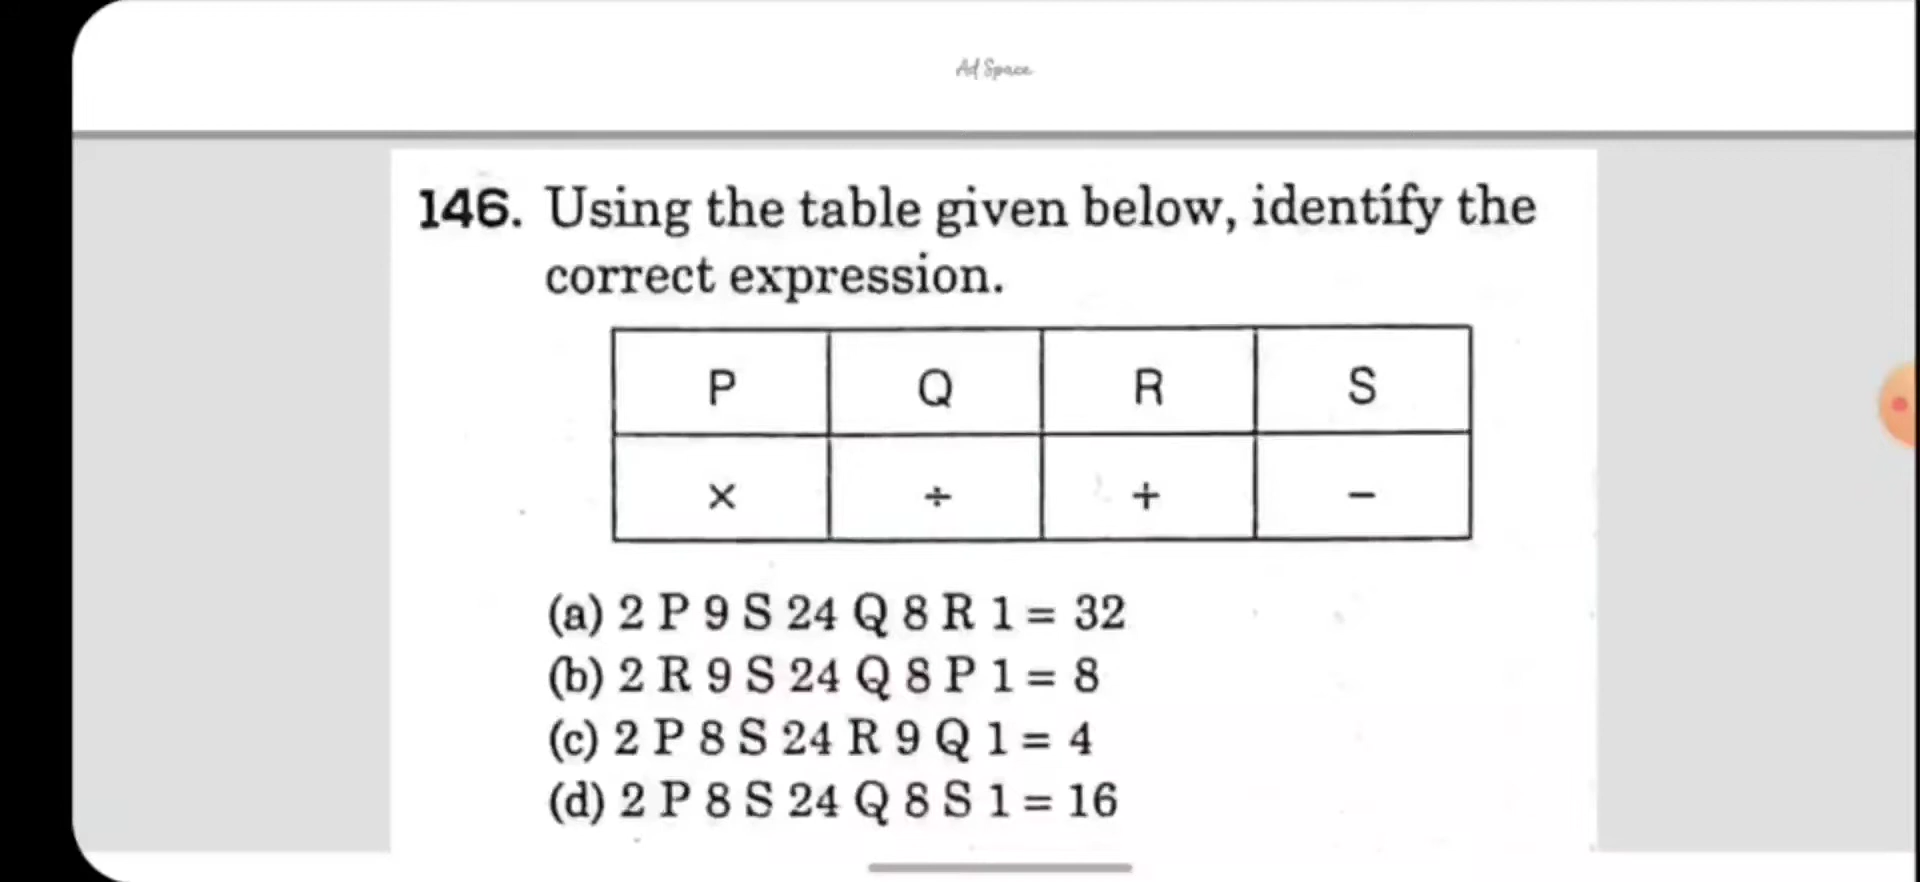 Ad Space
146. Using the table given below, identify the
correct expression.
P Q R S
× ÷ + −
(a) 2 P 9 S 24 Q 8 R 1 = 32
(b) 2 R 9 S 24 Q 8 P 1 = 8
(c) 2 P 8 S 24 R 9 Q 1 = 4
(d) 2 P 8 S 24 Q 8 S 1 = 16